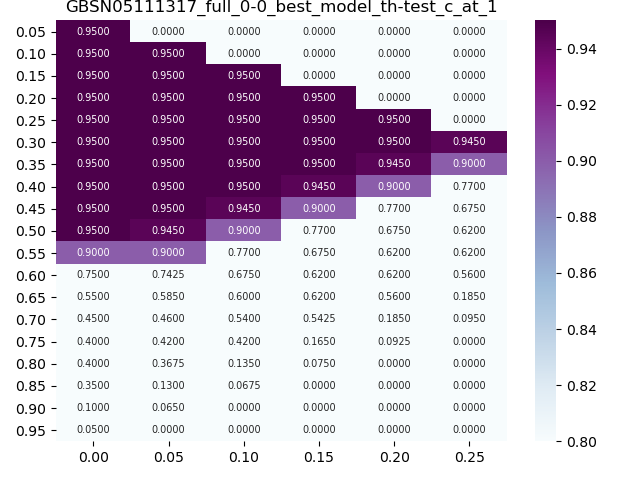 GBSN05111317_full_0-0_best_model_th-test_c_at_1
0.05 0.9500 0.0000 0.0000 0.0000 0.0000 0.0000
0.10 0.9500 0.9500 0.0000 0.0000 0.0000 0.0000
0.15 0.9500 0.9500 0.9500 0.0000 0.0000 0.0000
0.20 0.9500 0.9500 0.9500 0.9500 0.0000 0.0000
0.25 0.9500 0.9500 0.9500 0.9500 0.9500 0.0000
0.30 0.9500 0.9500 0.9500 0.9500 0.9500 0.9450
0.35 0.9500 0.9500 0.9500 0.9500 0.9450 0.9000
0.40 0.9500 0.9500 0.9500 0.9450 0.9000 0.7700
0.45 0.9500 0.9500 0.9450 0.9000 0.7700 0.6750
0.50 0.9500 0.9450 0.9000 0.7700 0.6750 0.6200
0.55 0.9000 0.9000 0.7700 0.6750 0.6200 0.6200
0.60 0.7500 0.7425 0.6750 0.6200 0.6200 0.5600
0.65 0.5500 0.5850 0.6000 0.6200 0.5600 0.1850
0.70 0.4500 0.4600 0.5400 0.5425 0.1850 0.0950
0.75 0.4000 0.4200 0.4200 0.1650 0.0925 0.0000
0.80 0.4000 0.3675 0.1350 0.0750 0.0000 0.0000
0.85 0.3500 0.1300 0.0675 0.0000 0.0000 0.0000
0.90 0.1000 0.0650 0.0000 0.0000 0.0000 0.0000
0.95 0.0500 0.0000 0.0000 0.0000 0.0000 0.0000
0.00 0.05 0.10 0.15 0.20 0.25
0.94
0.92
0.90
0.88
0.86
0.84
0.82
0.80